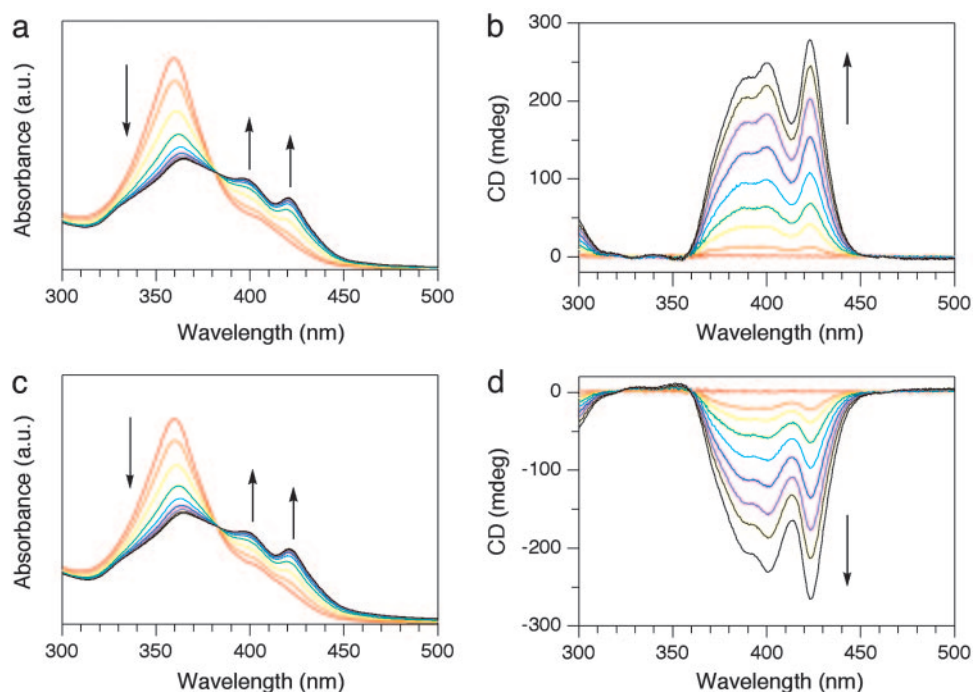 a
Absorbance (a.u.)
300 350 400 450 500
Wavelength (nm)
b
CD (mdeg)
300
200
100
0
300 350 400 450 500
Wavelength (nm)
c
Absorbance (a.u.)
300 350 400 450 500
Wavelength (nm)
d
CD (mdeg)
0
-100
-200
-300
300 350 400 450 500
Wavelength (nm)